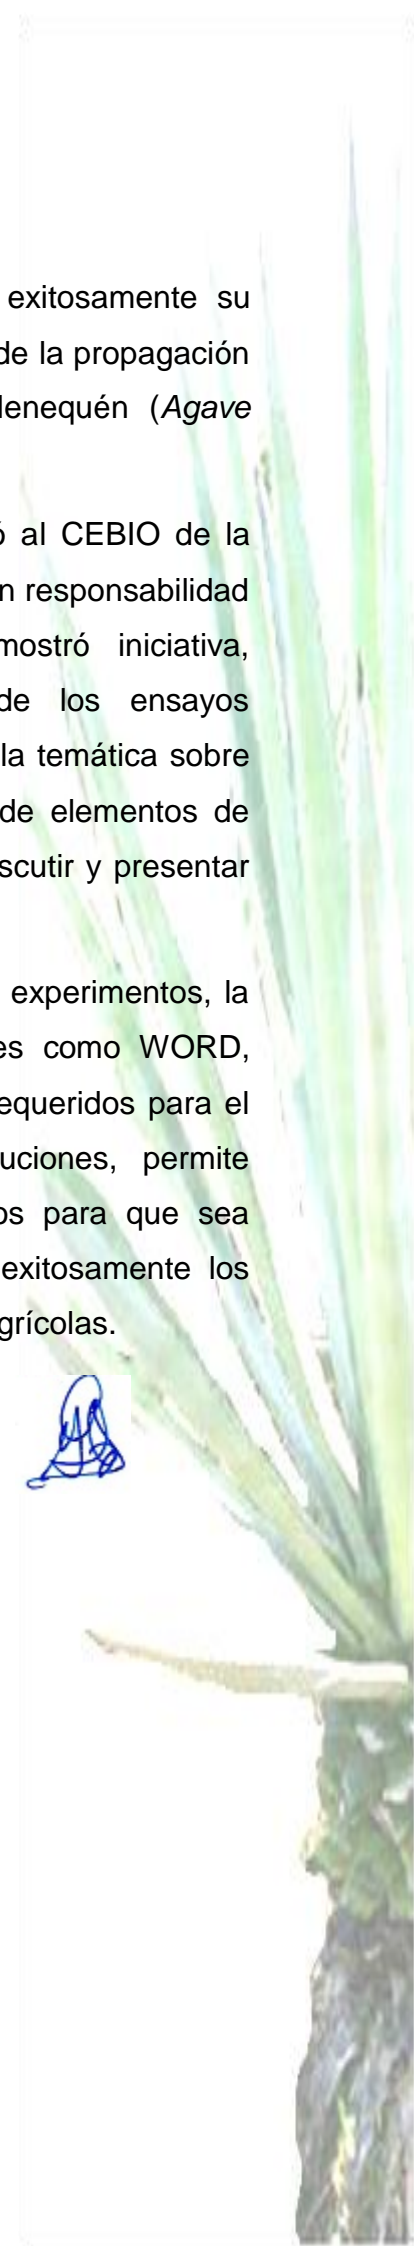 exitosamente su
de la propagación
lenequén (Agave
al CEBIO de la
n responsabilidad
mostró iniciativa,
de los ensayos
la temática sobre
de elementos de
scutir y presentar
experimentos, la
es como WORD,
equeridos para el
uciones, permite
os para que sea
exitosamente los
grícolas.